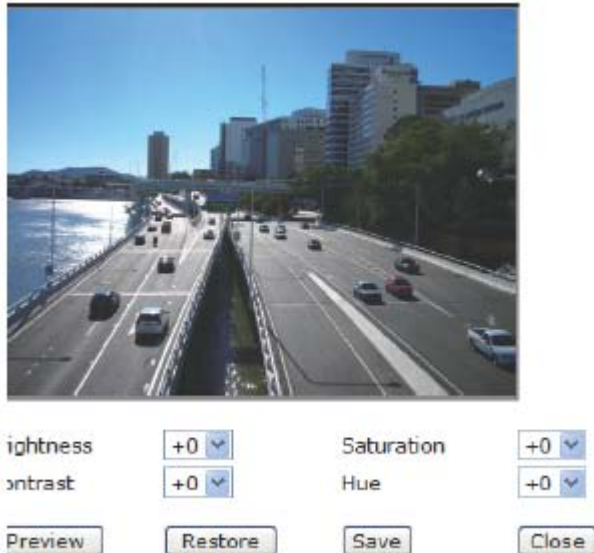 ightness +0 Saturation +0
ontrast +0 Hue +0
Preview Restore Save Close